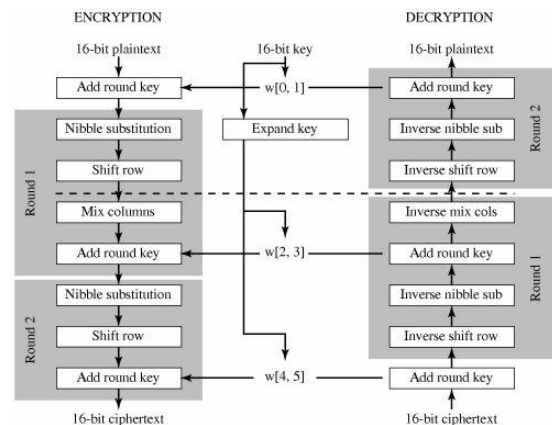 ENCRYPTION
DECRYPTION
16-bit plaintext
16-bit key
16-bit plaintext
Add round key
w[0, 1]
Add round key
Nibble substitution
Expand key
Inverse nibble sub
Round 2
Shift row
Inverse shift row
Round 1
Mix columns
Inverse mix cols
Add round key
w[2, 3]
Add round key
Round 1
Nibble substitution
Inverse nibble sub
Round 2
Shift row
Inverse shift row
Add round key
w[4, 5]
Add round key
16-bit ciphertext
16-bit ciphertext